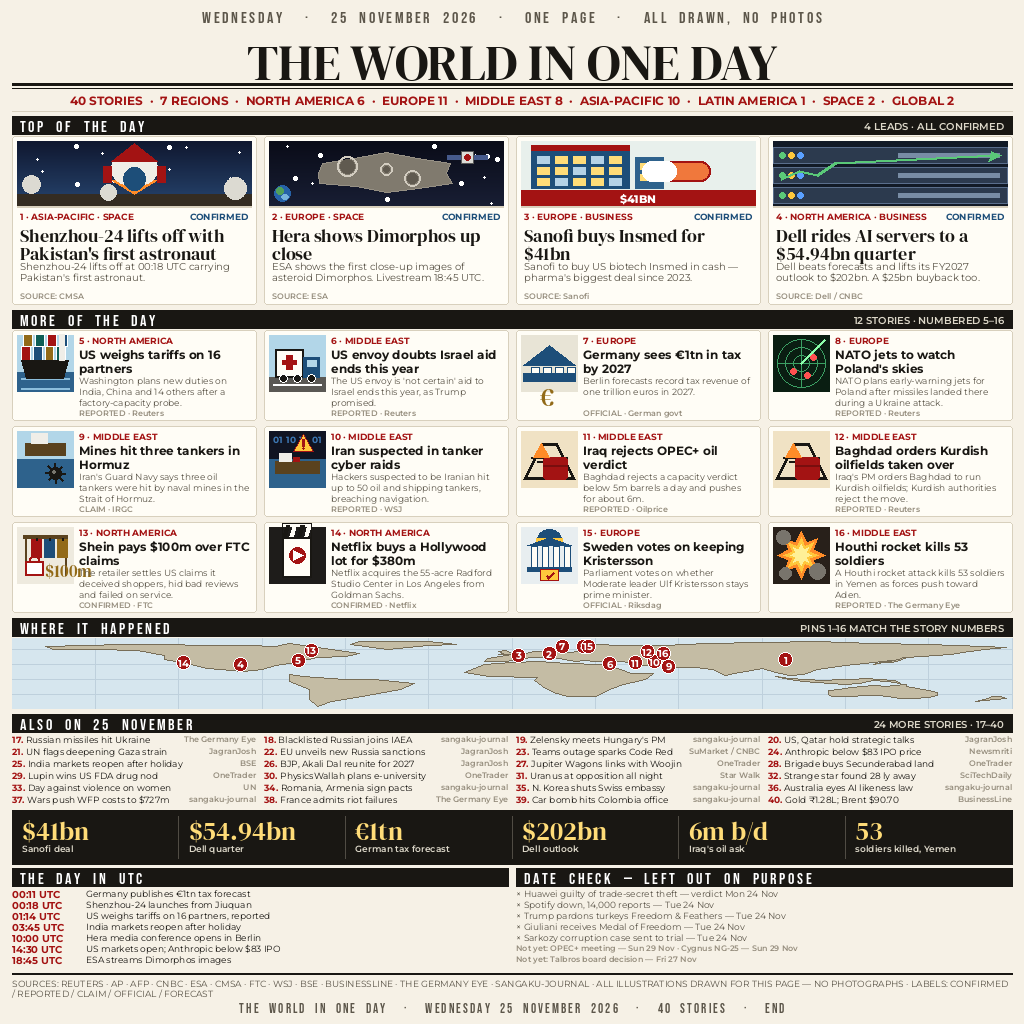 WEDNESDAY · 25 NOVEMBER 2026 · ONE PAGE · ALL DRAWN, NO PHOTOS
THE WORLD IN ONE DAY
40 STORIES · 7 REGIONS · NORTH AMERICA 6 · EUROPE 11 · MIDDLE EAST 8 · ASIA-PACIFIC 10 · LATIN AMERICA 1 · SPACE 2 · GLOBAL 2
TOP OF THE DAY
4 LEADS · ALL CONFIRMED
1 · ASIA-PACIFIC · SPACE CONFIRMED
Shenzhou-24 lifts off with
Pakistan's first astronaut
Shenzhou-24 lifts off at 00:18 UTC carrying
Pakistan's first astronaut.
SOURCE: CMSA
2 · EUROPE · SPACE CONFIRMED
Hera shows Dimorphos up
close
ESA shows the first close-up images of
asteroid Dimorphos. Livestream 18:45 UTC.
SOURCE: ESA
$41BN
3 · EUROPE · BUSINESS CONFIRMED
Sanofi buys Insmed for
$41bn
Sanofi to buy US biotech Insmed in cash —
pharma's biggest deal since 2023.
SOURCE: Sanofi
4 · NORTH AMERICA · BUSINESS CONFIRMED
Dell rides AI servers to a
$54.94bn quarter
Dell beats forecasts and lifts its FY2027
outlook to $202bn. A $25bn buyback too.
SOURCE: Dell / CNBC
MORE OF THE DAY
12 STORIES · NUMBERED 5–16
5 · NORTH AMERICA
US weighs tariffs on 16
partners
Washington plans new duties on
India, China and 14 others after a
factory-capacity probe.
REPORTED · Reuters
6 · MIDDLE EAST
US envoy doubts Israel aid
ends this year
The US envoy is 'not certain' aid to
Israel ends this year, as Trump
promised.
REPORTED · Reuters
€
7 · EUROPE
Germany sees €1tn in tax
by 2027
Berlin forecasts record tax revenue of
one trillion euros in 2027.
OFFICIAL · German govt
8 · EUROPE
NATO jets to watch
Poland's skies
NATO plans early-warning jets for
Poland after missiles landed there
during a Ukraine attack.
REPORTED · Reuters
9 · MIDDLE EAST
Mines hit three tankers in
Hormuz
Iran's Guard Navy says three oil
tankers were hit by naval mines in the
Strait of Hormuz.
CLAIM · IRGC
01 10 01
10 · MIDDLE EAST
Iran suspected in tanker
cyber raids
Hackers suspected to be Iranian hit
up to 50 oil and shipping tankers,
breaching navigation.
REPORTED · WSJ
11 · MIDDLE EAST
Iraq rejects OPEC+ oil
verdict
Baghdad rejects a capacity verdict
below 5m barrels a day and pushes
for about 6m.
REPORTED · Oilprice
12 · MIDDLE EAST
Baghdad orders Kurdish
oilfields taken over
Iraq's PM orders Baghdad to run
Kurdish oilfields; Kurdish authorities
reject the move.
REPORTED · Reuters
$100m
13 · NORTH AMERICA
Shein pays $100m over FTC
claims
retailer settles US claims it
deceived shoppers, hid bad reviews
and failed on service.
CONFIRMED · FTC
14 · NORTH AMERICA
Netflix buys a Hollywood
lot for $380m
Netflix acquires the 55-acre Radford
Studio Center in Los Angeles from
Goldman Sachs.
CONFIRMED · Netflix
15 · EUROPE
Sweden votes on keeping
Kristersson
Parliament votes on whether
Moderate leader Ulf Kristersson stays
prime minister.
OFFICIAL · Riksdag
16 · MIDDLE EAST
Houthi rocket kills 53
soldiers
A Houthi rocket attack kills 53 soldiers
in Yemen as forces push toward
Aden.
REPORTED · The Germany Eye
WHERE IT HAPPENED
PINS 1–16 MATCH THE STORY NUMBERS
14 4 5 13 3 2 7 15 6 11 12 10 16 9 1
ALSO ON 25 NOVEMBER
24 MORE STORIES · 17–40
17. Russian missiles hit Ukraine The Germany Eye 18. Blacklisted Russian joins IAEA sangaku-journal 19. Zelensky meets Hungary's PM sangaku-journal 20. US, Qatar hold strategic talks JagranJosh
21. UN flags deepening Gaza strain JagranJosh 22. EU unveils new Russia sanctions JagranJosh 23. Teams outage sparks Code Red SuMarket / CNBC 24. Anthropic below $83 IPO price Newsmriti
25. India markets reopen after holiday BSE 26. BJP, Akali Dal reunite for 2027 JagranJosh 27. Jupiter Wagons links with Woojin OneTrader 28. Brigade buys Secunderabad land OneTrader
29. Lupin wins US FDA drug nod OneTrader 30. PhysicsWallah plans e-university OneTrader 31. Uranus at opposition all night Star Walk 32. Strange star found 28 ly away SciTechDaily
33. Day against violence on women UN 34. Romania, Armenia sign pacts sangaku-journal 35. N. Korea shuts Swiss embassy sangaku-journal 36. Australia eyes AI likeness law sangaku-journal
37. Wars push WFP costs to $727m sangaku-journal 38. France admits riot failures The Germany Eye 39. Car bomb hits Colombia office sangaku-journal 40. Gold ₹1.28L; Brent $90.70 BusinessLine
$41bn
Sanofi deal
$54.94bn
Dell quarter
€1tn
German tax forecast
$202bn
Dell outlook
6m b/d
Iraq's oil ask
53
soldiers killed, Yemen
THE DAY IN UTC
00:11 UTC Germany publishes €1tn tax forecast
00:18 UTC Shenzhou-24 launches from Jiuquan
01:14 UTC US weighs tariffs on 16 partners, reported
03:45 UTC India markets reopen after holiday
10:00 UTC Hera media conference opens in Berlin
14:30 UTC US markets open; Anthropic below $83 IPO
18:45 UTC ESA streams Dimorphos images
DATE CHECK — LEFT OUT ON PURPOSE
× Huawei guilty of trade-secret theft — verdict Mon 24 Nov
× Spotify down, 14,000 reports — Tue 24 Nov
× Trump pardons turkeys Freedom & Feathers — Tue 24 Nov
× Giuliani receives Medal of Freedom — Tue 24 Nov
× Sarkozy corruption case sent to trial — Tue 24 Nov
Not yet: OPEC+ meeting — Sun 29 Nov · Cygnus NG-25 — Sun 29 Nov
Not yet: Talbros board decision — Fri 27 Nov
SOURCES: REUTERS · AP · AFP · CNBC · ESA · CMSA · FTC · WSJ · BSE · BUSINESSLINE · THE GERMANY EYE · SANGAKU-JOURNAL · ALL ILLUSTRATIONS DRAWN FOR THIS PAGE — NO PHOTOGRAPHS · LABELS: CONFIRMED
/ REPORTED / CLAIM / OFFICIAL / FORECAST
THE WORLD IN ONE DAY · WEDNESDAY 25 NOVEMBER 2026 · 40 STORIES · END